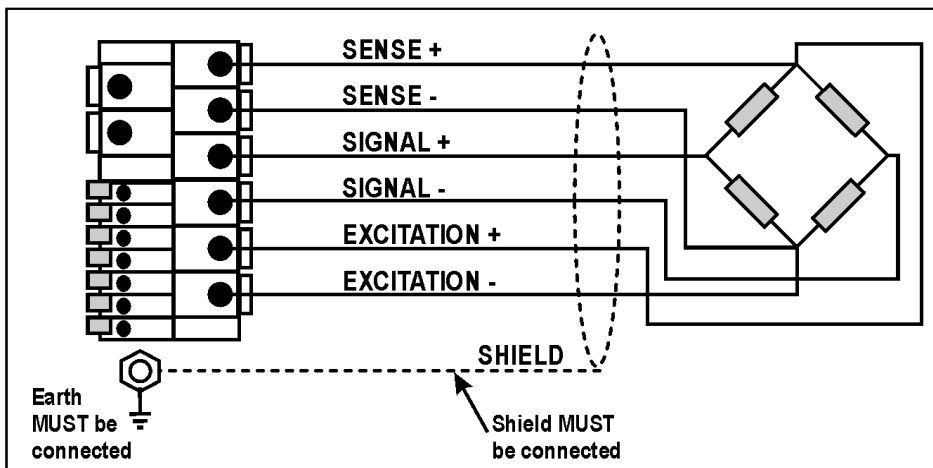 SENSE +
SENSE -
SIGNAL +
SIGNAL -
EXCITATION +
EXCITATION -
SHIELD
Earth
MUST be
connected
Shield MUST
be connected